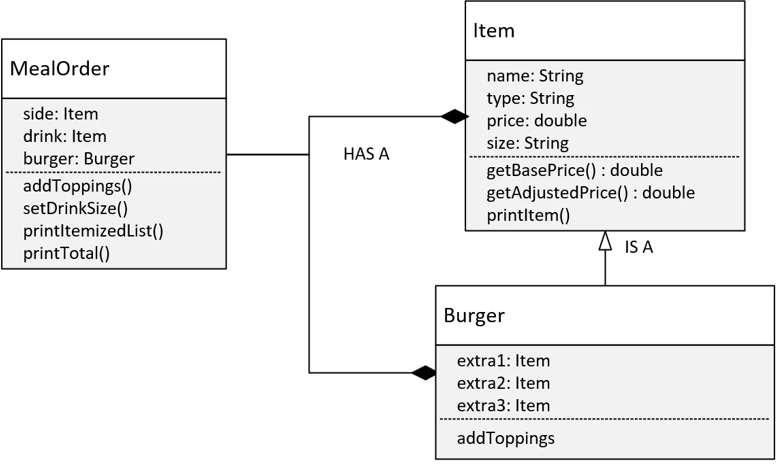 MealOrder
side: Item
drink: Item
burger: Burger
addToppings()
setDrinkSize()
printItemizedList()
printTotal()
HAS A
Item
name: String
type: String
price: double
size: String
getBasePrice() : double
getAdjustedPrice() : double
printItem()
IS A
Burger
extra1: Item
extra2: Item
extra3: Item
addToppings